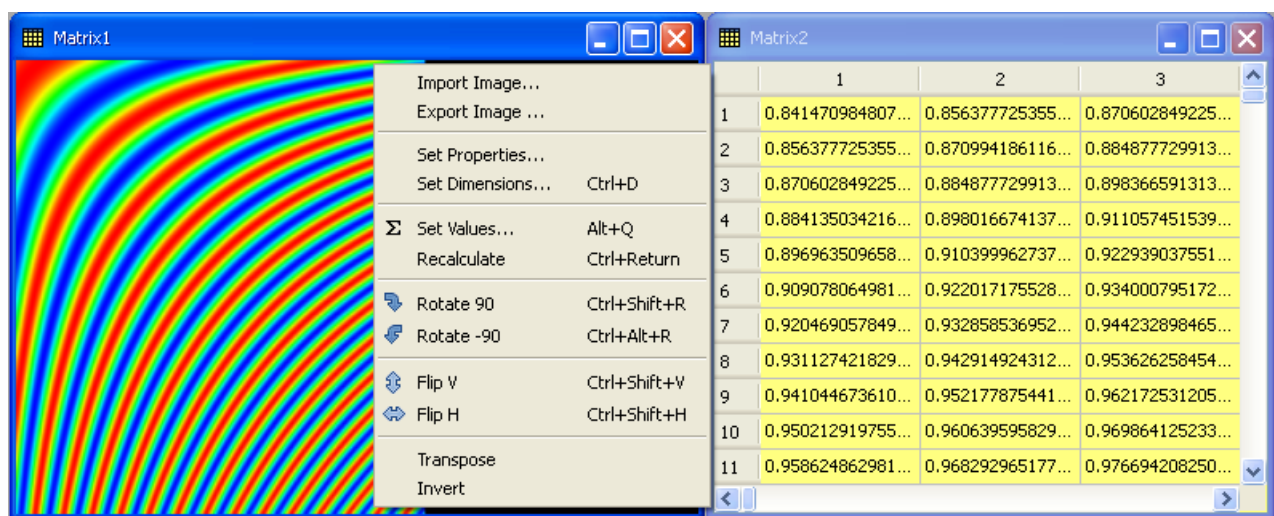 Matrix1
Import Image...
Export Image ...
Set Properties...
Set Dimensions... Ctrl+D
Σ Set Values... Alt+Q
Recalculate Ctrl+Return
Rotate 90 Ctrl+Shift+R
Rotate -90 Ctrl+Alt+R
Flip V Ctrl+Shift+V
Flip H Ctrl+Shift+H
Transpose
Invert
Matrix2
1 2 3
1 0.841470984807... 0.856377725355... 0.870602849225...
2 0.856377725355... 0.870994186116... 0.884877729913...
3 0.870602849225... 0.884877729913... 0.898366591313...
4 0.884135034216... 0.898016674137... 0.911057451539...
5 0.896963509658... 0.910399962737... 0.922939037551...
6 0.909078064981... 0.922017175528... 0.934000795172...
7 0.920469057849... 0.932858536952... 0.944232898465...
8 0.931127421829... 0.942914924312... 0.953626258454...
9 0.941044673610... 0.952177875441... 0.962172531205...
10 0.950212919755... 0.960639595829... 0.969864125233...
11 0.958624862981... 0.968292965177... 0.976694208250...